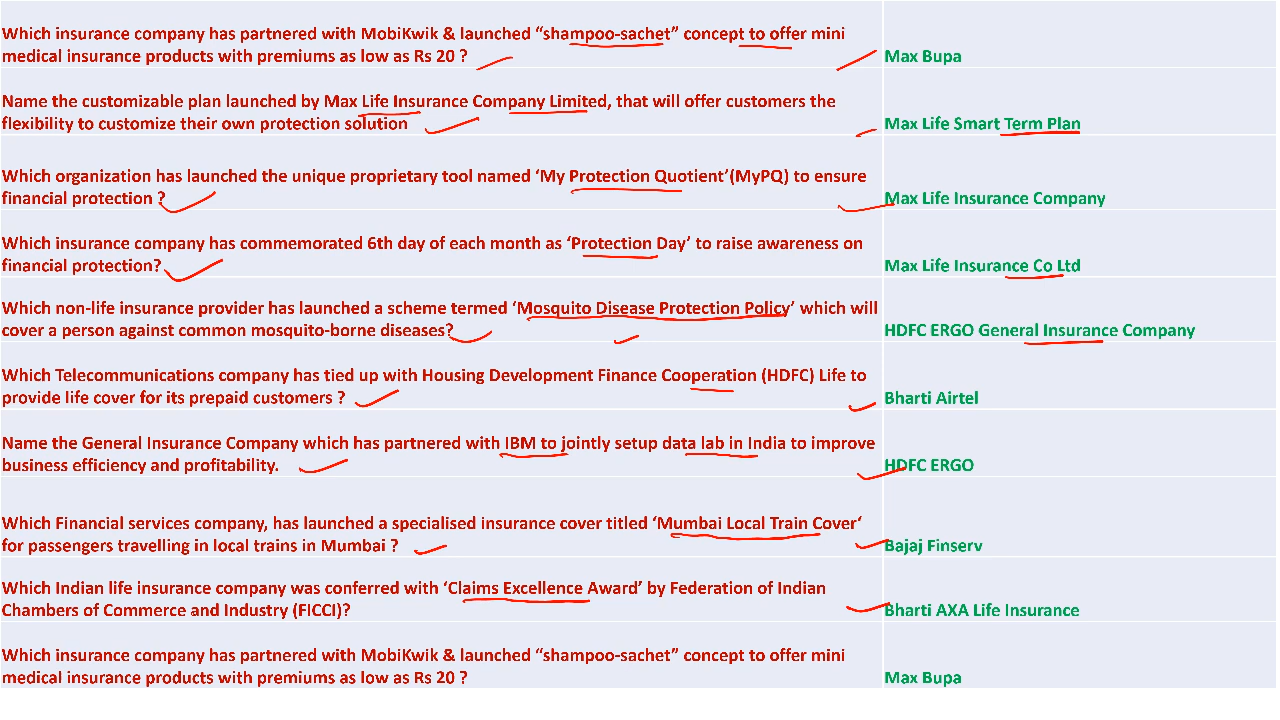 Which insurance company has partnered with MobiKwik & launched “shampoo-sachet” concept to offer mini
medical insurance products with premiums as low as Rs 20 ?
Max Bupa
Name the customizable plan launched by Max Life Insurance Company Limited, that will offer customers the
flexibility to customize their own protection solution
Max Life Smart Term Plan
Which organization has launched the unique proprietary tool named ‘My Protection Quotient’(MyPQ) to ensure
financial protection ?
Max Life Insurance Company
Which insurance company has commemorated 6th day of each month as ‘Protection Day’ to raise awareness on
financial protection?
Max Life Insurance Co Ltd
Which non-life insurance provider has launched a scheme termed ‘Mosquito Disease Protection Policy’ which will
cover a person against common mosquito-borne diseases?
HDFC ERGO General Insurance Company
Which Telecommunications company has tied up with Housing Development Finance Cooperation (HDFC) Life to
provide life cover for its prepaid customers ?
Bharti Airtel
Name the General Insurance Company which has partnered with IBM to jointly setup data lab in India to improve
business efficiency and profitability.
HDFC ERGO
Which Financial services company, has launched a specialised insurance cover titled ‘Mumbai Local Train Cover‘
for passengers travelling in local trains in Mumbai ?
Bajaj Finserv
Which Indian life insurance company was conferred with ‘Claims Excellence Award’ by Federation of Indian
Chambers of Commerce and Industry (FICCI)?
Bharti AXA Life Insurance
Which insurance company has partnered with MobiKwik & launched “shampoo-sachet” concept to offer mini
medical insurance products with premiums as low as Rs 20 ?
Max Bupa